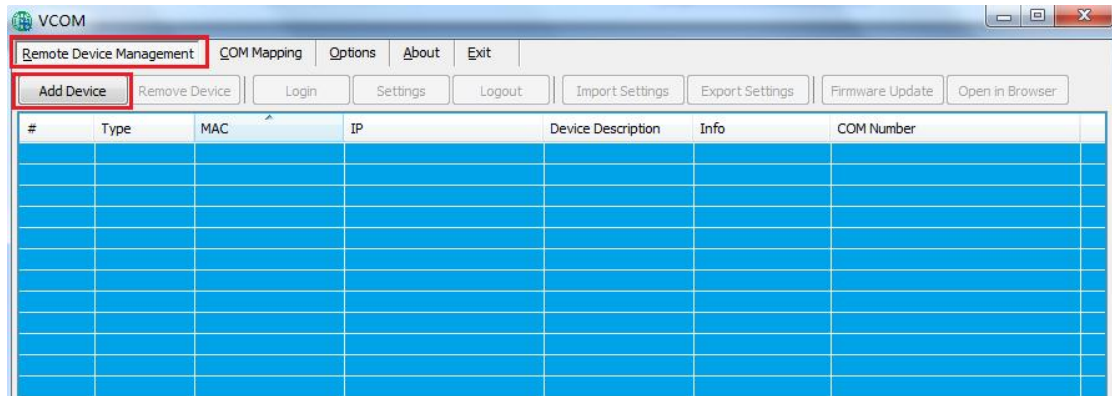 VCOM
Remote Device Management COM Mapping Options About Exit
Add Device Remove Device Login Settings Logout Import Settings Export Settings Firmware Update Open in Browser
# Type MAC IP Device Description Info COM Number